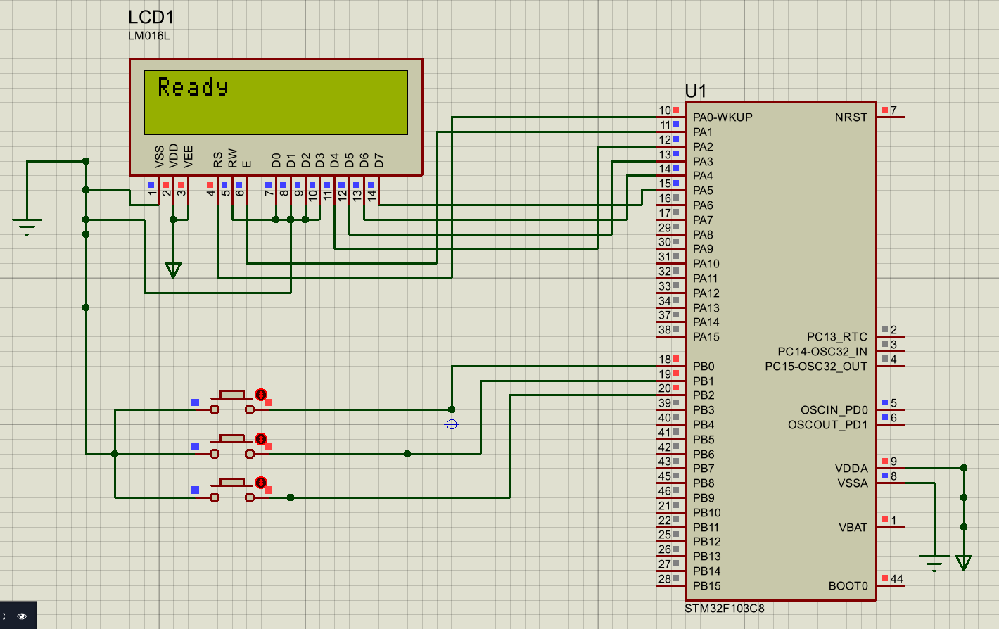 LCD1
LM016L
Ready
VSS VDD VEE RS RW E D0 D1 D2 D3 D4 D5 D6 D7
1 2 3 4 5 6 7 8 9 10 11 12 13 14
U1
10 PA0-WKUP NRST 7
11 PA1
12 PA2
13 PA3
14 PA4
15 PA5
16 PA6
17 PA7
29 PA8
30 PA9
31 PA10
32 PA11
33 PA12
34 PA13
37 PA14
38 PA15 PC13_RTC 2
PC14-OSC32_IN 3
18 PB0 PC15-OSC32_OUT 4
19 PB1
20 PB2
39 PB3 OSCIN_PD0 5
40 PB4 OSCOUT_PD1 6
41 PB5
42 PB6
43 PB7 VDDA 9
45 PB8 VSSA 8
46 PB9
21 PB10
22 PB11 VBAT 1
25 PB12
26 PB13
27 PB14
28 PB15 BOOT0 44
STM32F103C8